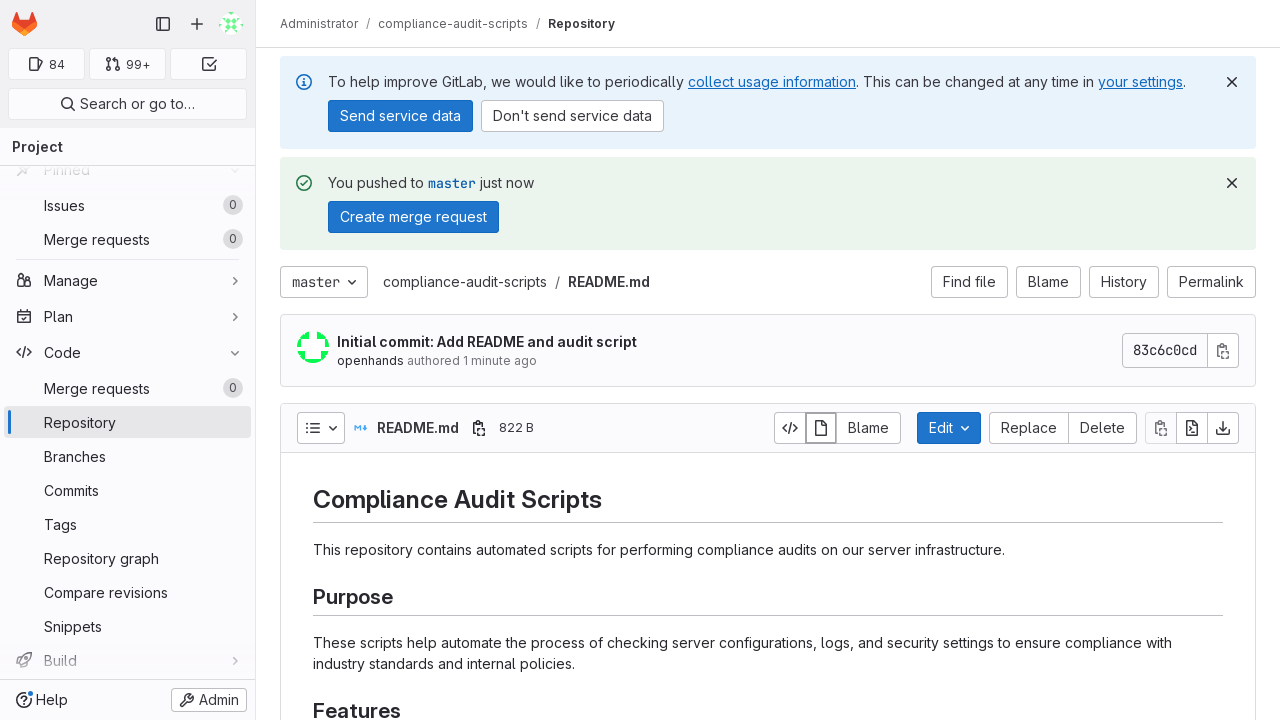 Administrator / compliance-audit-scripts / Repository
84
99+
Search or go to…
Project
Pinned
Issues 0
Merge requests 0
Manage
Plan
Code
Merge requests 0
Repository
Branches
Commits
Tags
Repository graph
Compare revisions
Snippets
Build
Help
Admin
To help improve GitLab, we would like to periodically collect usage information. This can be changed at any time in your settings.
Send service data
Don't send service data
You pushed to master just now
Create merge request
master
compliance-audit-scripts / README.md
Find file
Blame
History
Permalink
Initial commit: Add README and audit script
openhands authored 1 minute ago
83c6c0cd
README.md
822 B
Blame
Edit
Replace
Delete
Compliance Audit Scripts
This repository contains automated scripts for performing compliance audits on our server infrastructure.
Purpose
These scripts help automate the process of checking server configurations, logs, and security settings to ensure compliance with
industry standards and internal policies.
Features